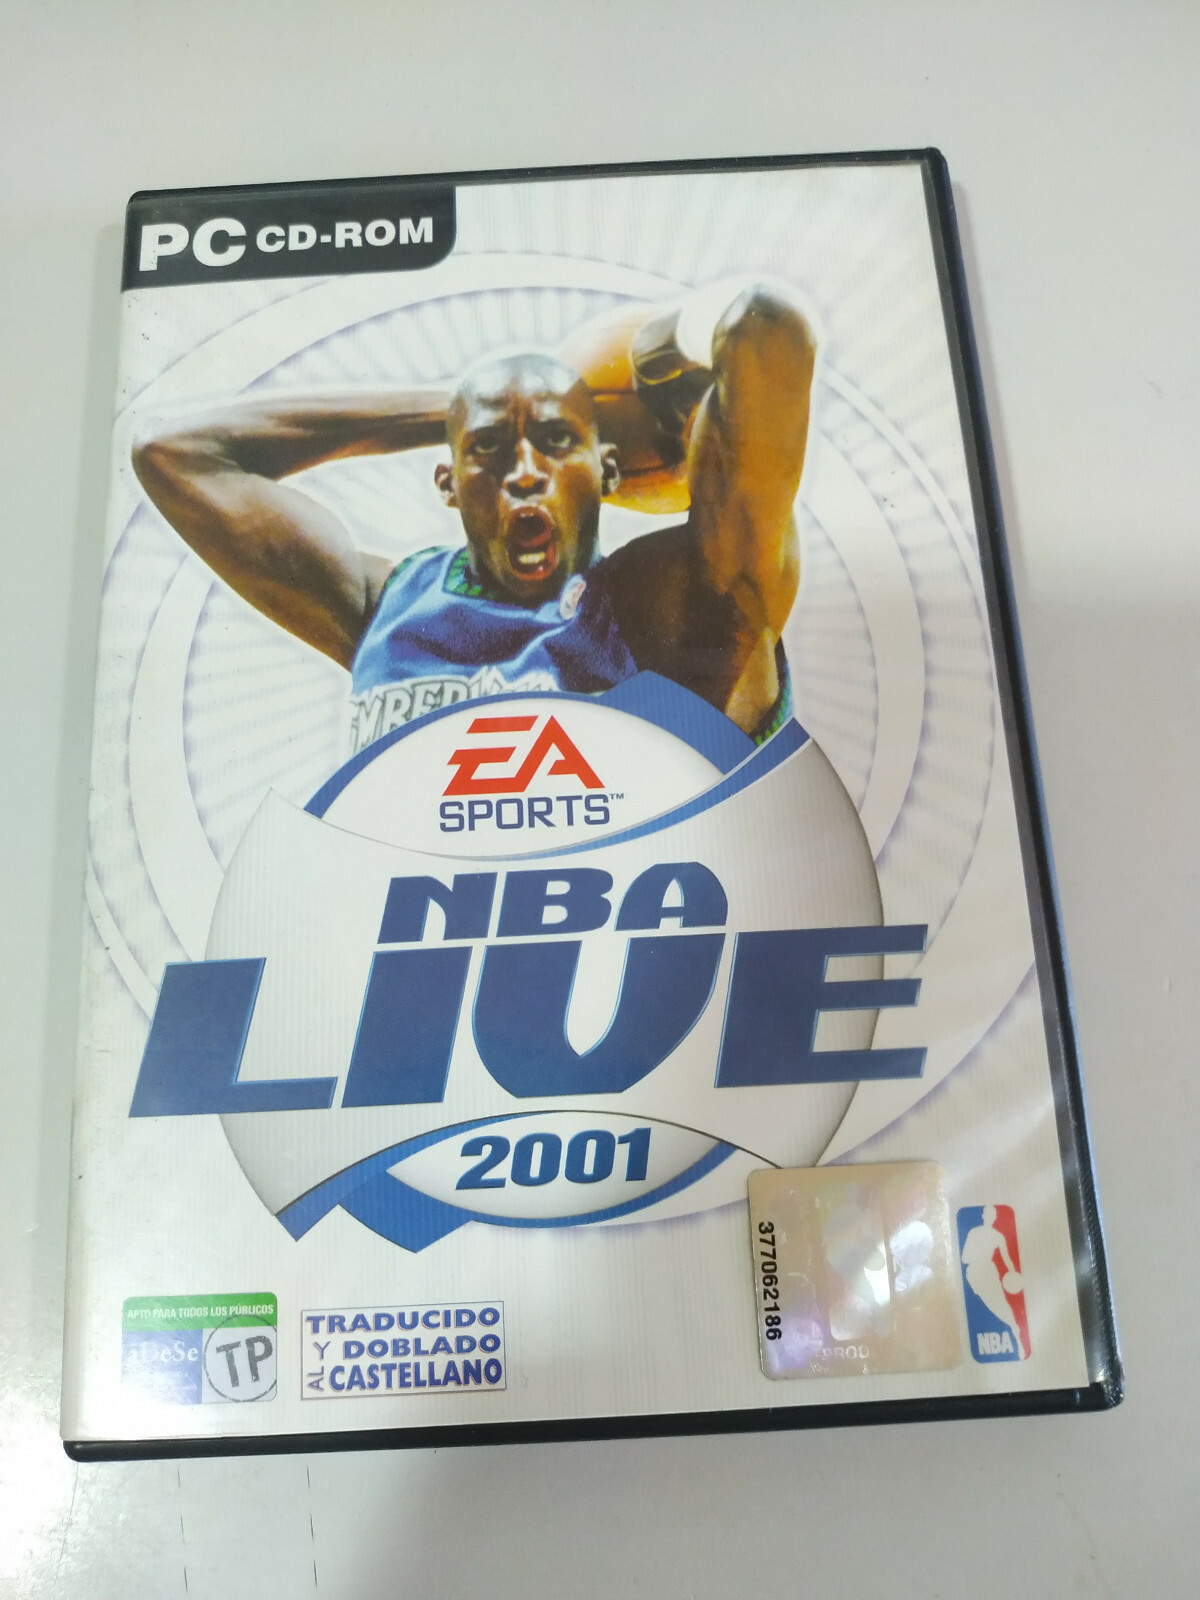 PC CD-ROM
EA
SPORTS™
NBA
LIVE
2001
377062186
NBA
APTO PARA TODOS LOS PÚBLICOS
aDeSe
TP
TRADUCIDO
Y DOBLADO
AL CASTELLANO